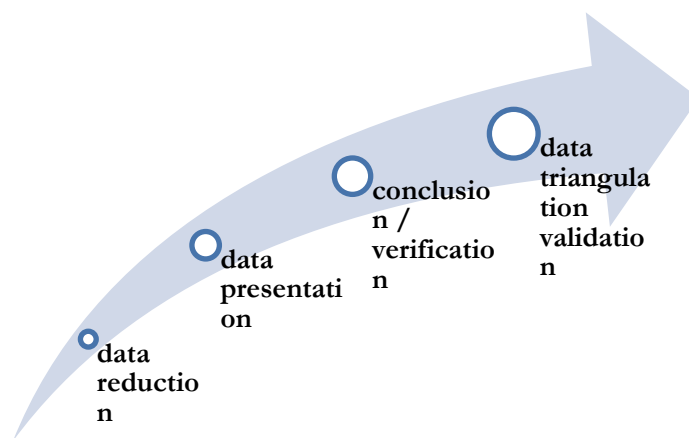 data
reductio
n
data
presentati
on
conclusio
n /
verificatio
n
data
triangula
tion
validatio
n